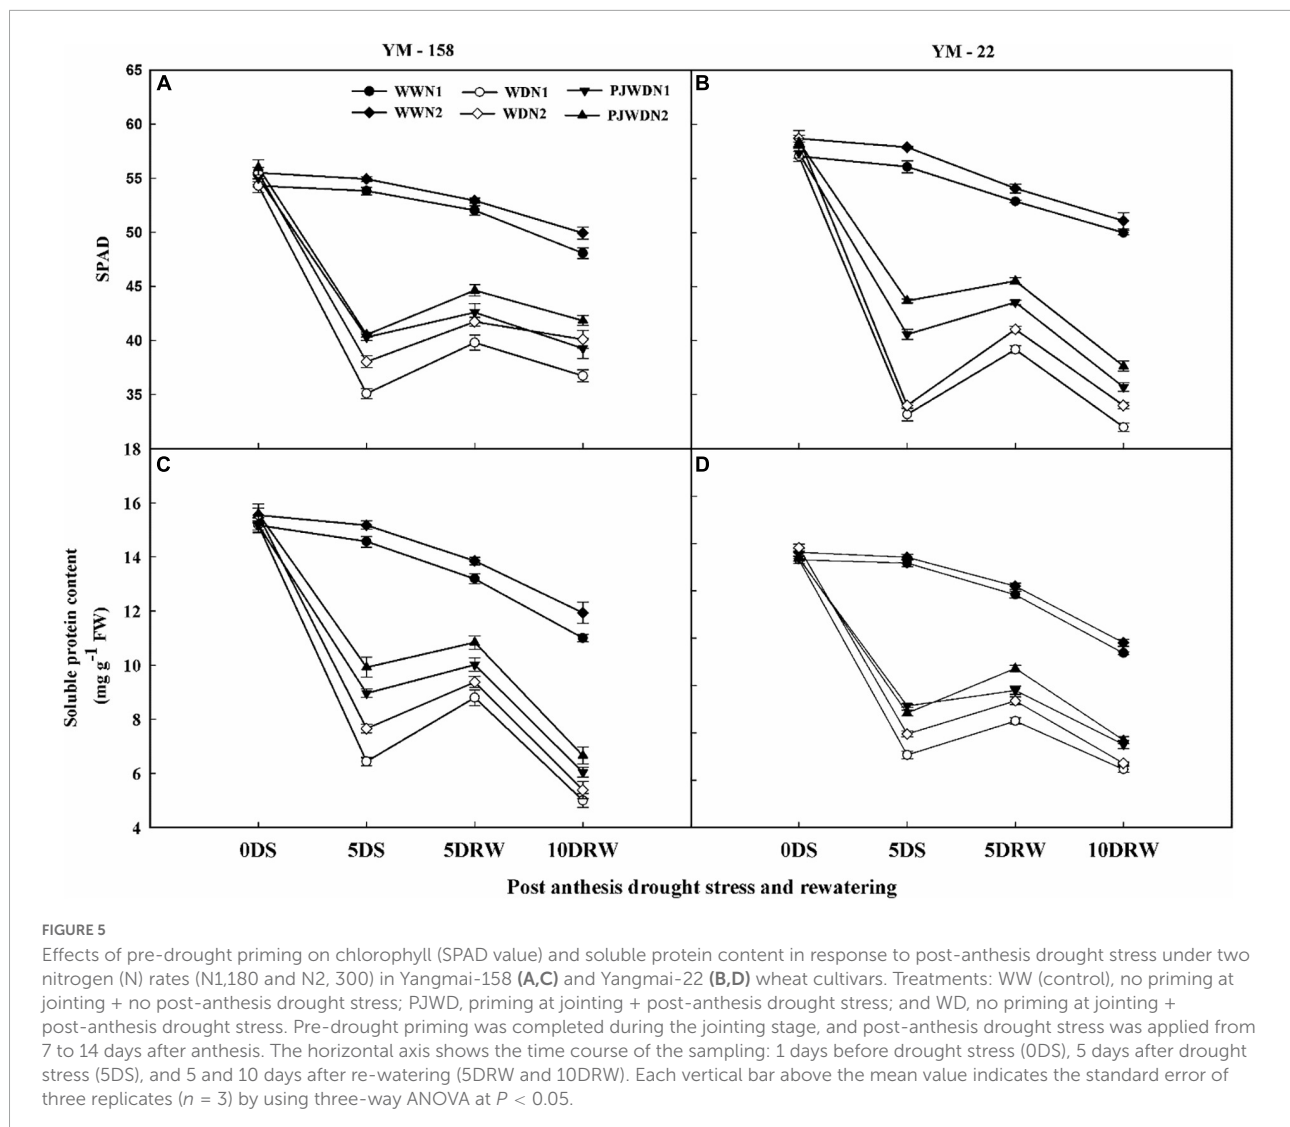 YM - 158
YM - 22
A
B
WWN1
WDN1
PJWDN1
WWN2
WDN2
PJWDN2
65
60
55
50
45
40
35
18
SPAD
C
D
16
14
12
10
8
6
4
Soluble protein content
(mg g-1 FW)
0DS
5DS
5DRW
10DRW
0DS
5DS
5DRW
10DRW
Post anthesis drought stress and rewatering
FIGURE 5
Effects of pre-drought priming on chlorophyll (SPAD value) and soluble protein content in response to post-anthesis drought stress under two
nitrogen (N) rates (N1,180 and N2, 300) in Yangmai-158 (A,C) and Yangmai-22 (B,D) wheat cultivars. Treatments: WW (control), no priming at
jointing + no post-anthesis drought stress; PJWD, priming at jointing + post-anthesis drought stress; and WD, no priming at jointing +
post-anthesis drought stress. Pre-drought priming was completed during the jointing stage, and post-anthesis drought stress was applied from
7 to 14 days after anthesis. The horizontal axis shows the time course of the sampling: 1 days before drought stress (0DS), 5 days after drought
stress (5DS), and 5 and 10 days after re-watering (5DRW and 10DRW). Each vertical bar above the mean value indicates the standard error of
three replicates (n = 3) by using three-way ANOVA at P < 0.05.